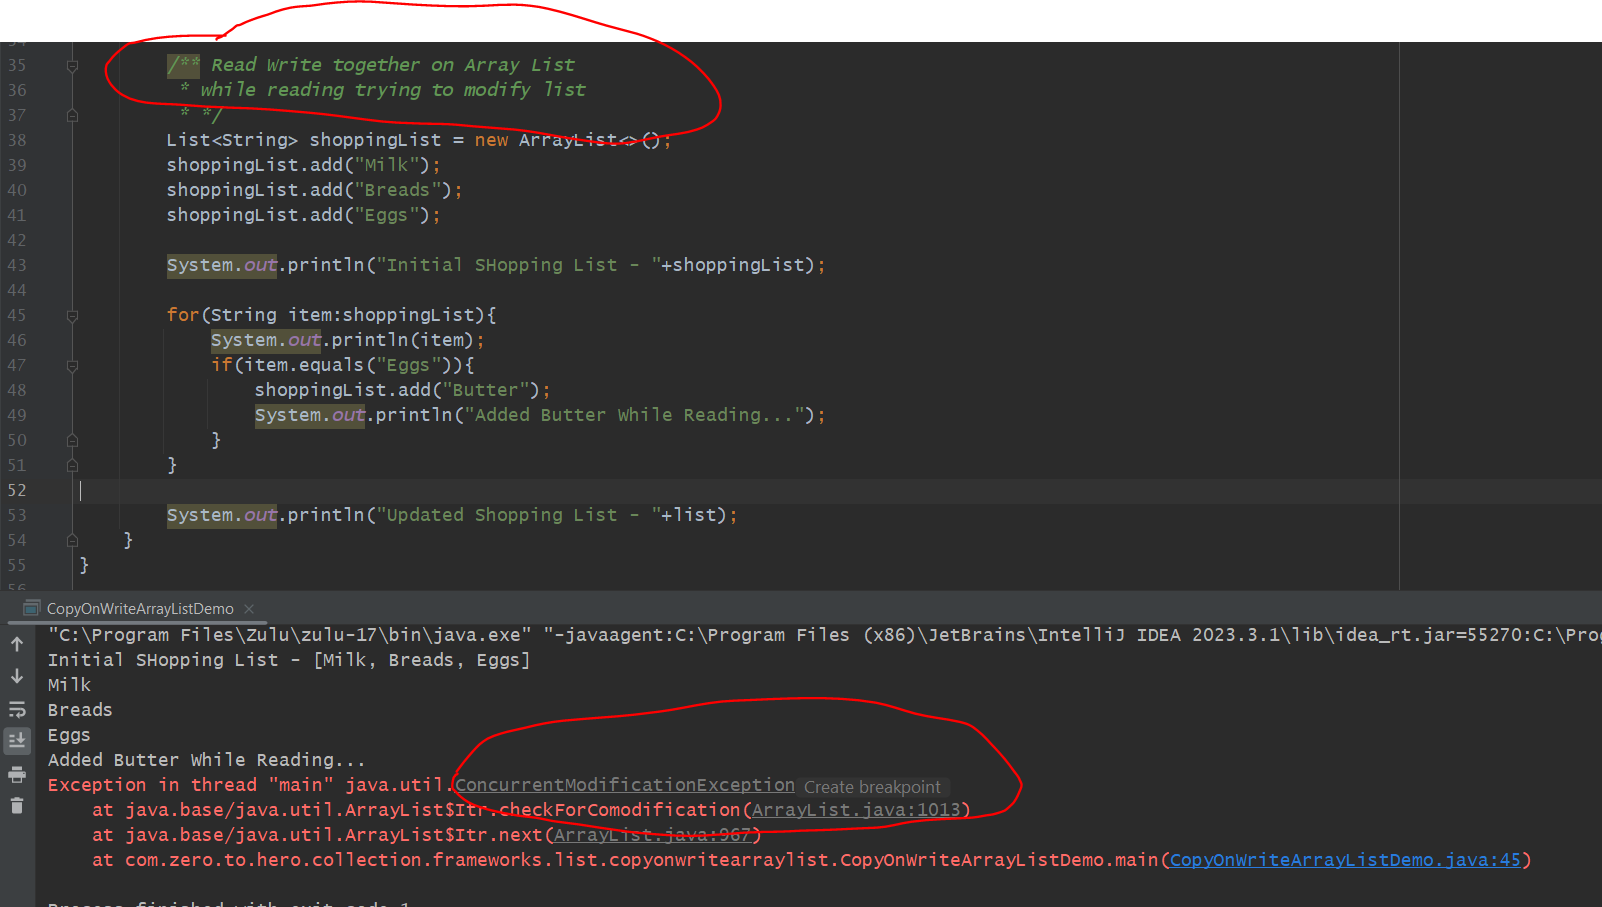 35 /** Read Write together on Array List
36 * while reading trying to modify list
37 * */
38 List<String> shoppingList = new ArrayList<>();
39 shoppingList.add("Milk");
40 shoppingList.add("Breads");
41 shoppingList.add("Eggs");
42
43 System.out.println("Initial SHopping List - "+shoppingList);
44
45 for(String item:shoppingList){
46 System.out.println(item);
47 if(item.equals("Eggs")){
48 shoppingList.add("Butter");
49 System.out.println("Added Butter While Reading...");
50 }
51 }
52
53 System.out.println("Updated Shopping List - "+list);
54 }
55 }
56
CopyOnWriteArrayListDemo
"C:\Program Files\Zulu\zulu-17\bin\java.exe" "-javaagent:C:\Program Files (x86)\JetBrains\IntelliJ IDEA 2023.3.1\lib\idea_rt.jar=55270:C:\Pro
Initial SHopping List - [Milk, Breads, Eggs]
Milk
Breads
Eggs
Added Butter While Reading...
Exception in thread "main" java.util.ConcurrentModificationException Create breakpoint
at java.base/java.util.ArrayList$Itr.checkForComodification(ArrayList.java:1013)
at java.base/java.util.ArrayList$Itr.next(ArrayList.java:967)
at com.zero.to.hero.collection.frameworks.list.copyonwritearraylist.CopyOnWriteArrayListDemo.main(CopyOnWriteArrayListDemo.java:45)
Process finished with exit code 1